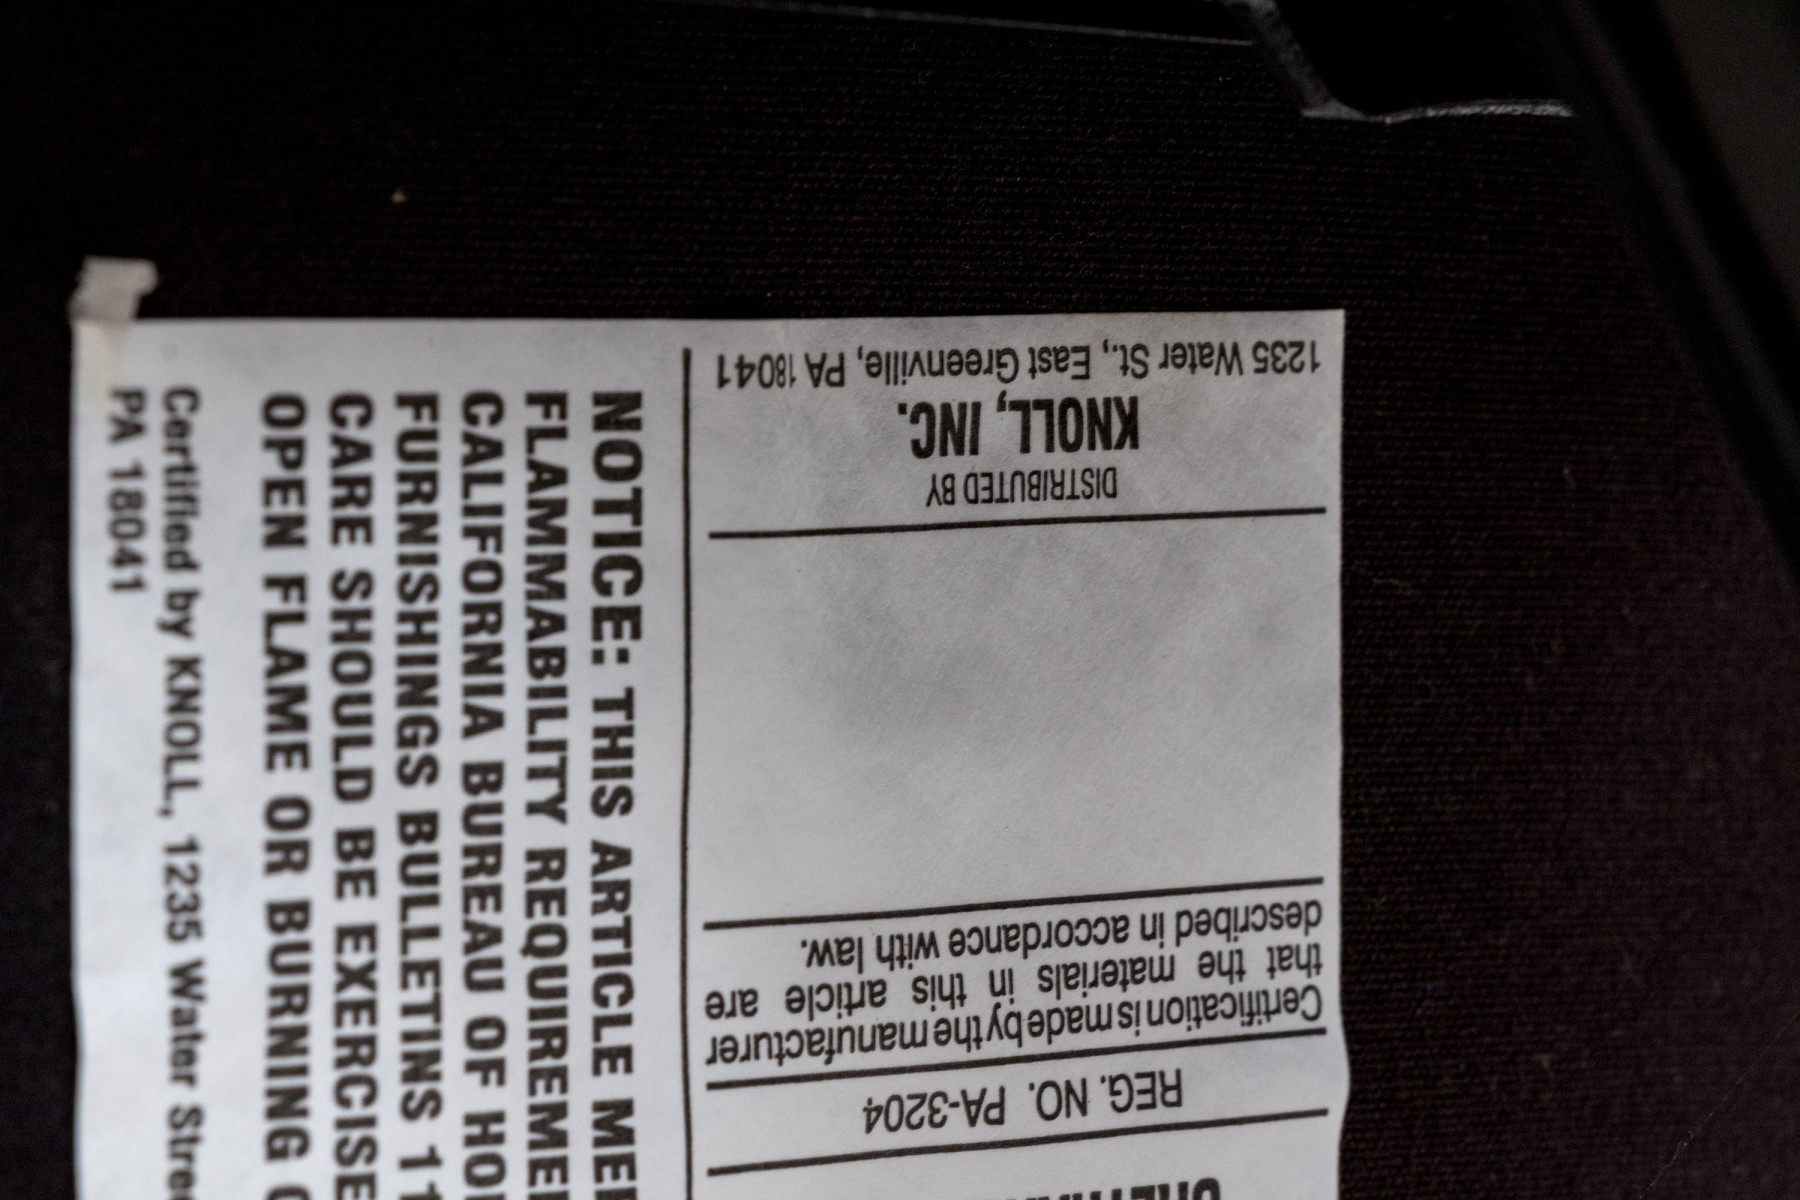 REG. NO. PA-3204
Certification is made by the manufacturer
that the materials in this article are
described in accordance with law.
DISTRIBUTED BY
KNOLL, INC.
1235 Water St., East Greenville, PA 18041
NOTICE: THIS ARTICLE
FLAMMABILITY
CALIFORNIA BUREAU OF
FURNISHINGS BULLETINS
CARE SHOULD BE
OPEN FLAME OR BURNING
Certified by KNOLL, 1235 Water
PA 18041